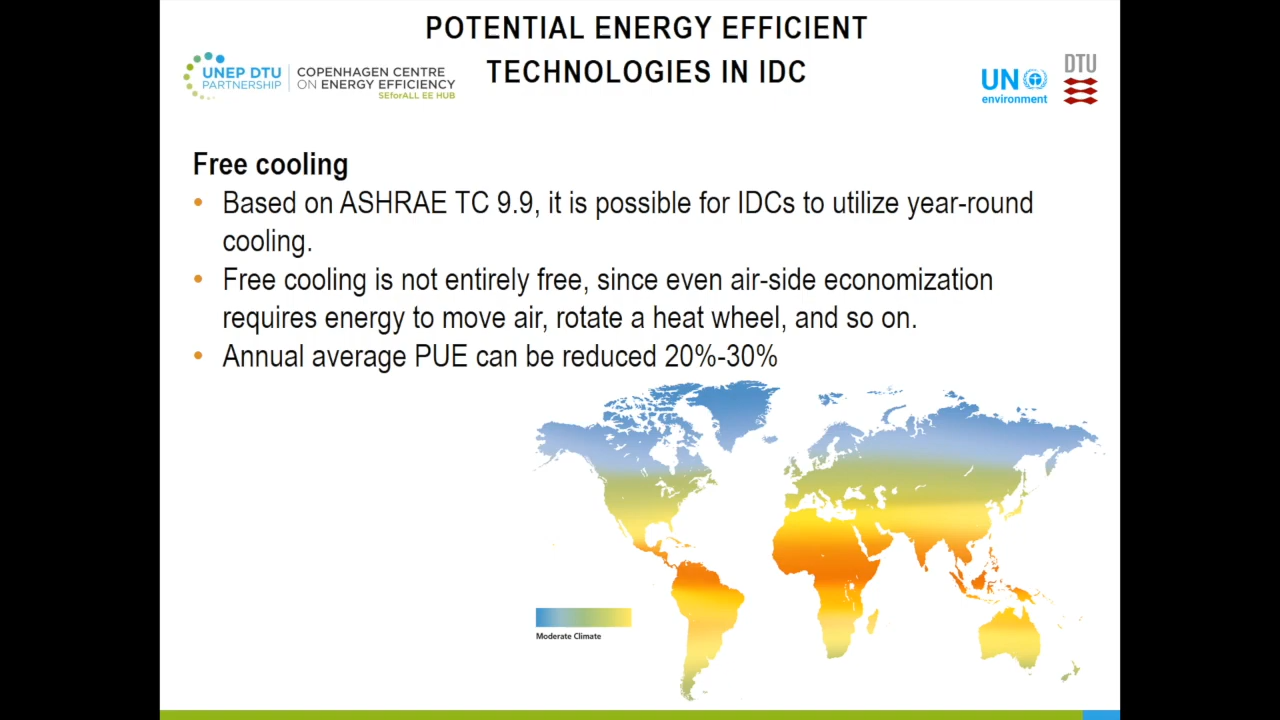 POTENTIAL ENERGY EFFICIENT
TECHNOLOGIES IN IDC
UNEP DTU
PARTNERSHIP
COPENHAGEN CENTRE
ON ENERGY EFFICIENCY
SEforALL EE HUB
UN
environment
DTU
Free cooling
• Based on ASHRAE TC 9.9, it is possible for IDCs to utilize year-round
cooling.
• Free cooling is not entirely free, since even air-side economization
requires energy to move air, rotate a heat wheel, and so on.
• Annual average PUE can be reduced 20%-30%
Moderate Climate